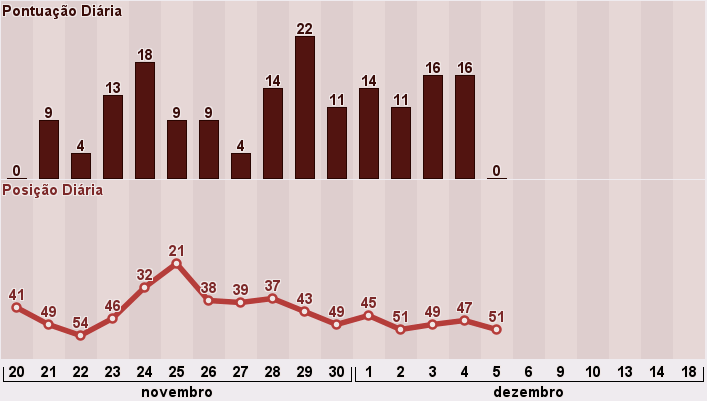 Pontuação Diária
0 9 4 13 18 9 9 4 14 22 11 14 11 16 16 0
Posição Diária
41 49 54 46 32 21 38 39 37 43 49 45 51 49 47 51
20 21 22 23 24 25 26 27 28 29 30 1 2 3 4 5 6 9 10 13 14 18
novembro dezembro